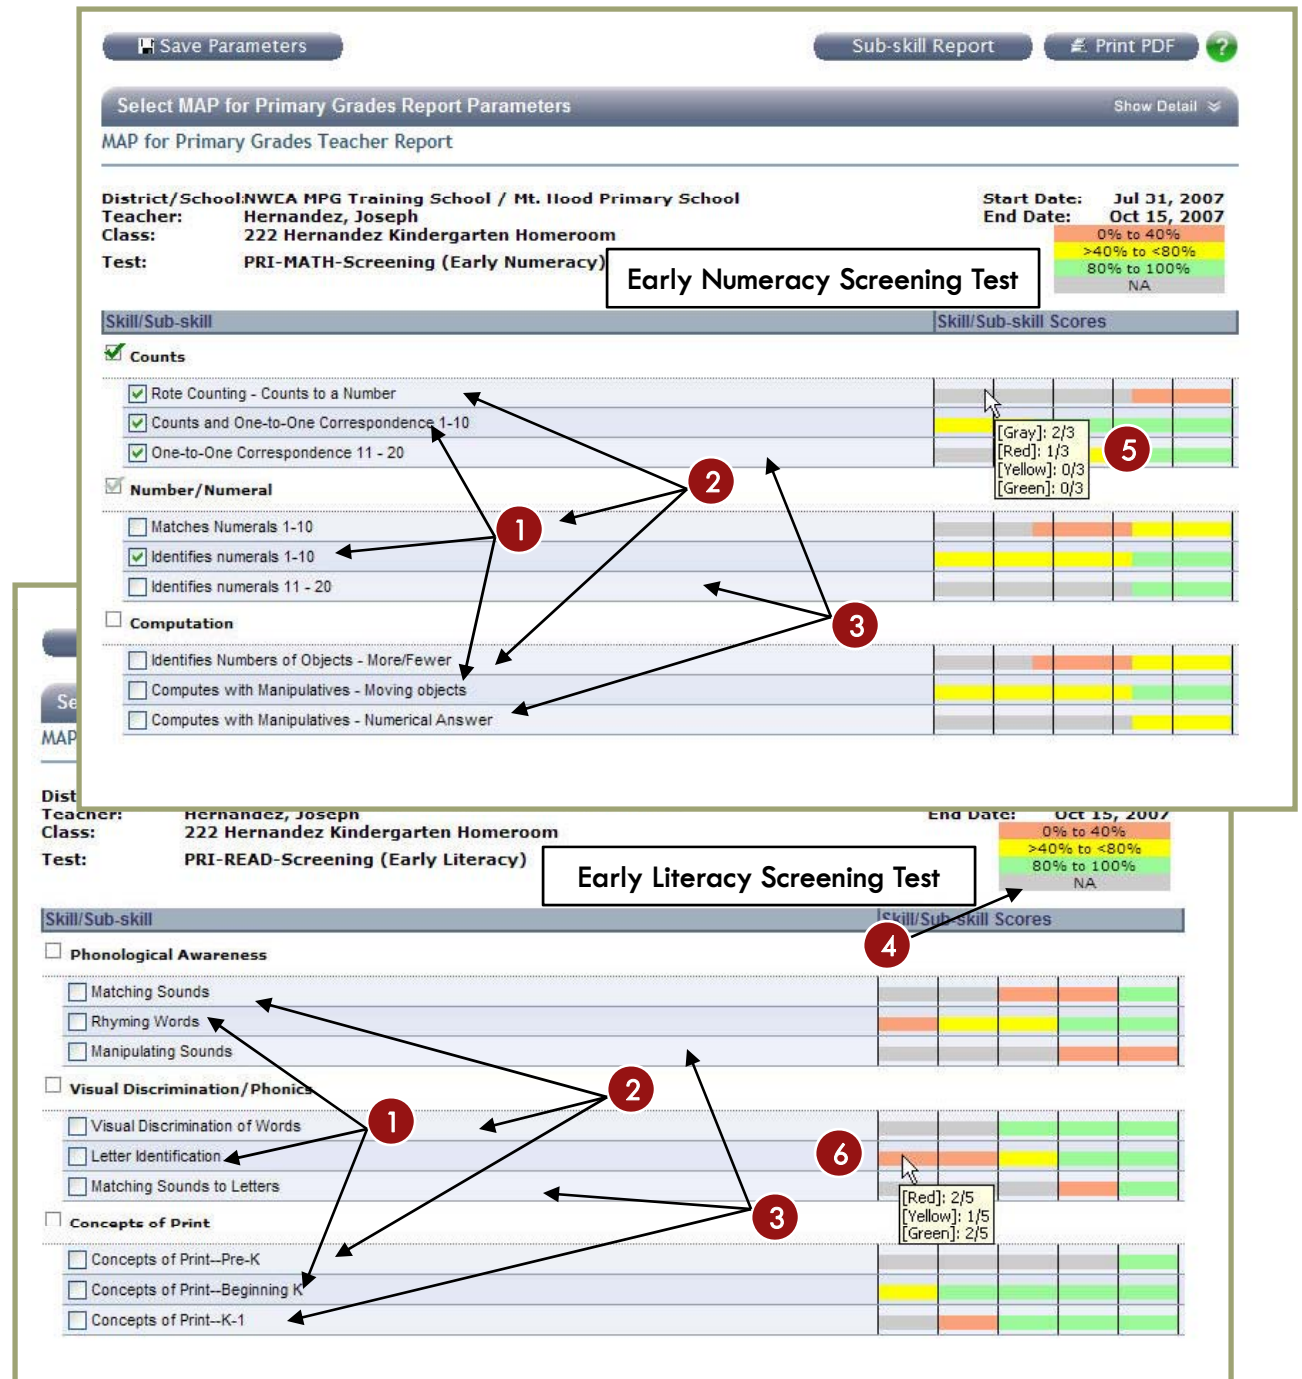 Save Parameters
Sub-skill Report
Print PDF
?
Select MAP for Primary Grades Report Parameters
Show Detail
MAP for Primary Grades Teacher Report
District/School:NWEA MPG Training School / Mt. Hood Primary School
Start Date: Jul 31, 2007
Teacher: Hernandez, Joseph
End Date: Oct 15, 2007
Class: 222 Hernandez Kindergarten Homeroom
0% to 40%
>40% to <80%
Test: PRI-MATH-Screening (Early Numeracy)
80% to 100%
NA
Early Numeracy Screening Test
Skill/Sub-skill
Skill/Sub-skill Scores
Counts
Rote Counting - Counts to a Number
Counts and One-to-One Correspondence 1-10
One-to-One Correspondence 11 - 20
[Gray]: 2/3
[Red]: 1/3
[Yellow]: 0/3
[Green]: 0/3
5
2
Number/Numeral
1
Matches Numerals 1-10
Identifies numerals 1-10
Identifies numerals 11 - 20
3
Computation
Identifies Numbers of Objects - More/Fewer
Computes with Manipulatives - Moving objects
Computes with Manipulatives - Numerical Answer
Se
MAP
Dist
Teacher: Hernandez, Joseph
End Date: Oct 15, 2007
Class: 222 Hernandez Kindergarten Homeroom
0% to 40%
>40% to <80%
Test: PRI-READ-Screening (Early Literacy)
80% to 100%
NA
Early Literacy Screening Test
Skill/Sub-skill
Skill/Sub-skill Scores
4
Phonological Awareness
Matching Sounds
Rhyming Words
Manipulating Sounds
Visual Discrimination/Phonics
2
1
Visual Discrimination of Words
Letter Identification
6
Matching Sounds to Letters
[Red]: 2/5
[Yellow]: 1/5
[Green]: 2/5
3
Concepts of Print
Concepts of Print--Pre-K
Concepts of Print--Beginning K
Concepts of Print--K-1